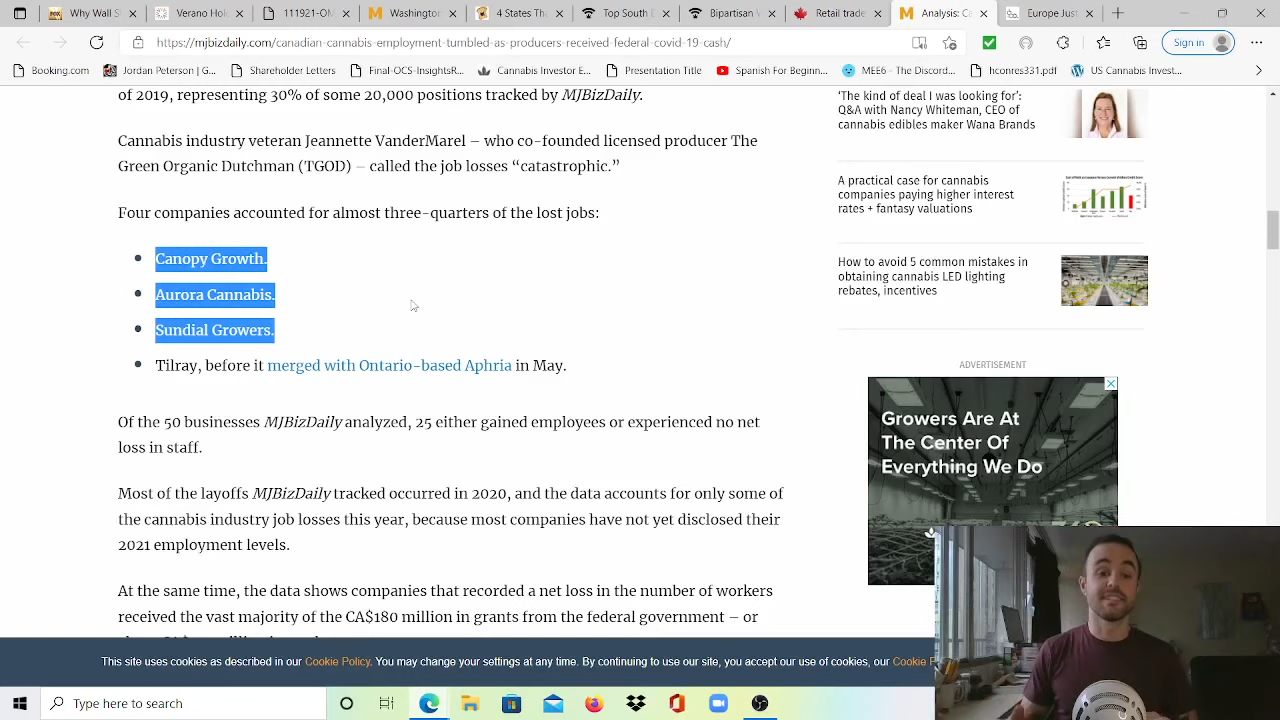 111921-OM
Washingto
Ther
Thestart
Then Daily
Bipartisan
Retail trade
https://mjbizdaily.com/canadian-cannabis-employment-tumbled-as-producers-received-federal-covid-19-cash/
Sign in
Booking.com
Jordan Peterson | G...
Shareholder Letters
Fiori-OCS-InsightsR...
Cannabis Investor E...
Presentation Title
Spanish For Beginn...
MEE6 - The Discord...
of 2019, representing 30% of some 20,000 positions tracked by MJBizDaily.
Cannabis industry veteran Jeannette VanderMarel – who co-founded licensed producer The
Green Organic Dutchman (TGOD) – called the job losses “catastrophic.”
Four companies accounted for almost three-quarters of the lost jobs:
Canopy Growth.
Aurora Cannabis.
Sundial Growers.
Tilray, before it merged with Ontario-based Aphria in May.
Of the 50 businesses MJBizDaily analyzed, 25 either gained employees or experienced no net
loss in staff.
Most of the layoffs MJBizDaily tracked occurred in 2020, and the data accounts for only some of
the cannabis industry job losses this year, because most companies have not yet disclosed their
2021 employment levels.
At the same time, the data shows companies that recorded a net loss in the number of workers
received the vast majority of the CA$180 million in grants from the federal government – or
‘The kind of deal I was looking for’:
Q&A with Nancy Whiteman, CEO of
cannabis edibles maker Wana Brands
A practical case for cannabis
companies paying higher interest
rates + fantasy valuations
How to avoid 5 common mistakes in
obtaining cannabis LED lighting
rebates, incentives
ADVERTISEMENT
Growers Are At
The Center Of
Everything We Do
This site uses cookies as described in our Cookie Policy. You may change your settings at any time. By continuing to use our site, you accept our use of cookies, our Cookie P
Type here to search